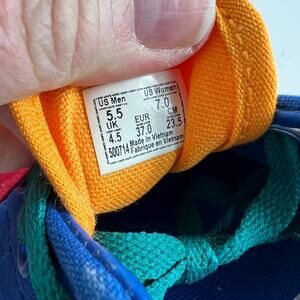 US Men US Women
5.5 7.0
UK EUR CM
4.5 37.0 23.5
500714 Made in Vietnam
Fabriqué en Vietnam